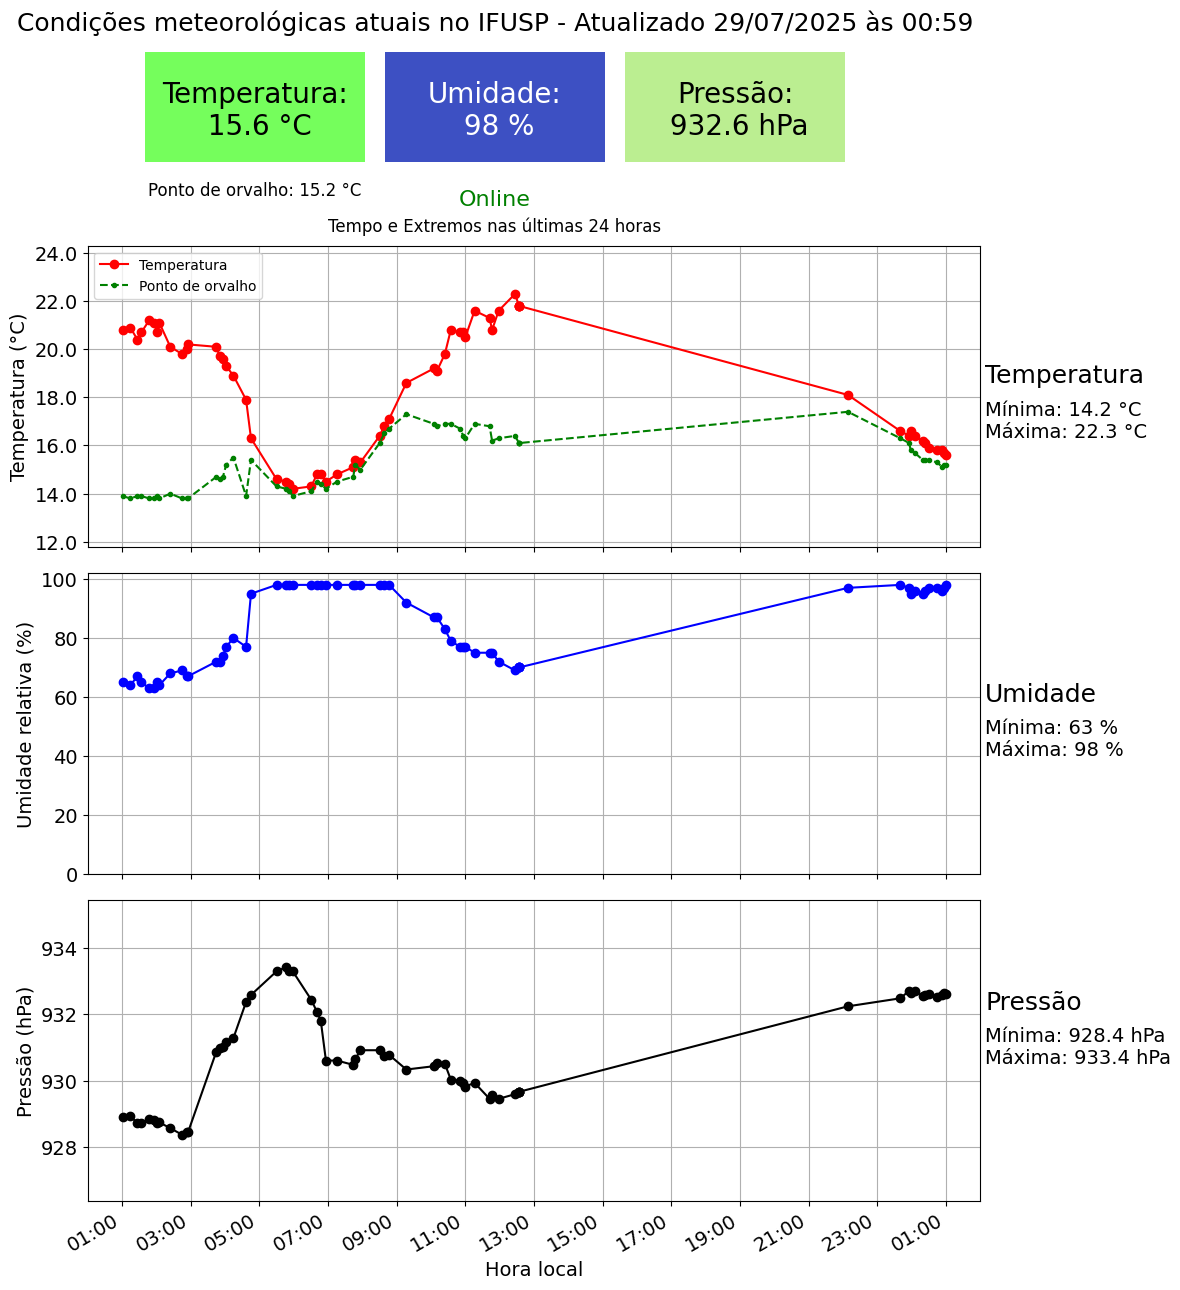 Condições meteorológicas atuais no IFUSP - Atualizado 29/07/2025 às 00:59
Temperatura:
15.6 °C
Umidade:
98 %
Pressão:
932.6 hPa
Ponto de orvalho: 15.2 °C
Online
Tempo e Extremos nas últimas 24 horas
Temperatura (°C)
24.0
22.0
20.0
18.0
16.0
14.0
12.0
Temperatura
Ponto de orvalho
Temperatura
Mínima: 14.2 °C
Máxima: 22.3 °C
Umidade relativa (%)
100
80
60
40
20
0
Umidade
Mínima: 63 %
Máxima: 98 %
Pressão (hPa)
934
932
930
928
Pressão
Mínima: 928.4 hPa
Máxima: 933.4 hPa
01:00
03:00
05:00
07:00
09:00
11:00
13:00
15:00
17:00
19:00
21:00
23:00
01:00
Hora local